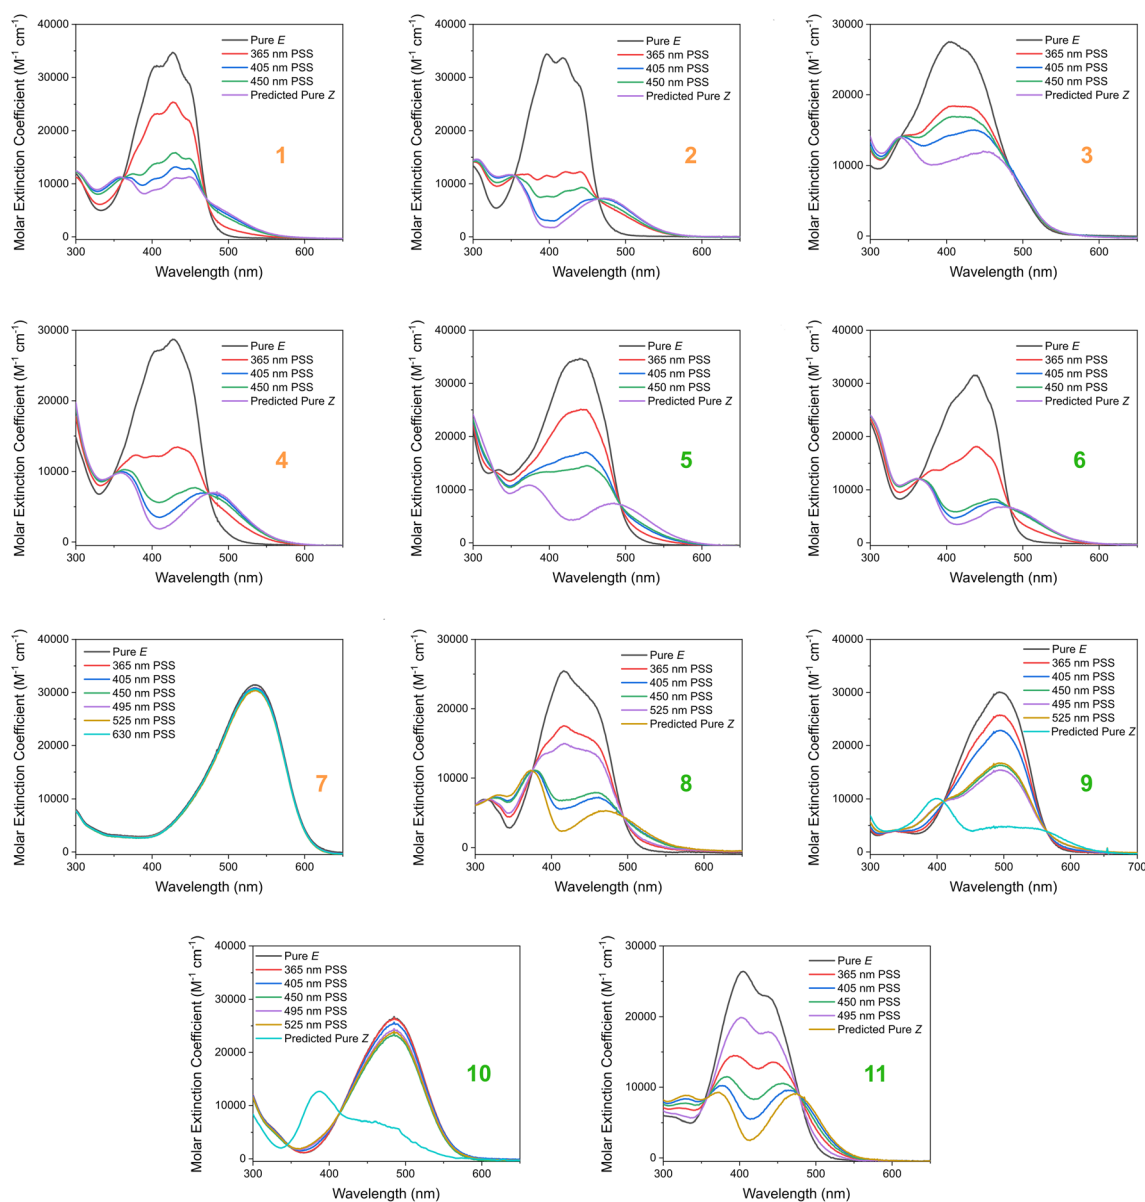 Molar Extinction Coefficient (M⁻¹ cm⁻¹)
40000
30000
20000
10000
0
Pure E
365 nm PSS
405 nm PSS
450 nm PSS
Predicted Pure Z
1
300 400 500 600
Wavelength (nm)
Molar Extinction Coefficient (M⁻¹ cm⁻¹)
40000
30000
20000
10000
0
Pure E
365 nm PSS
405 nm PSS
450 nm PSS
Predicted Pure Z
2
300 400 500 600
Wavelength (nm)
Molar Extinction Coefficient (M⁻¹ cm⁻¹)
30000
20000
10000
0
Pure E
365 nm PSS
450 nm PSS
405 nm PSS
Predicted Pure Z
3
300 400 500 600
Wavelength (nm)
Molar Extinction Coefficient (M⁻¹ cm⁻¹)
30000
20000
10000
0
Pure E
365 nm PSS
405 nm PSS
450 nm PSS
Predicted Pure Z
4
300 400 500 600
Wavelength (nm)
Molar Extinction Coefficient (M⁻¹ cm⁻¹)
40000
30000
20000
10000
0
Pure E
365 nm PSS
405 nm PSS
450 nm PSS
Predicted Pure Z
5
300 400 500 600
Wavelength (nm)
Molar Extinction Coefficient (M⁻¹ cm⁻¹)
40000
30000
20000
10000
0
Pure E
365 nm PSS
405 nm PSS
450 nm PSS
Predicted Pure Z
6
300 400 500 600
Wavelength (nm)
Molar Extinction Coefficient (M⁻¹ cm⁻¹)
40000
30000
20000
10000
0
Pure E
365 nm PSS
405 nm PSS
450 nm PSS
495 nm PSS
525 nm PSS
630 nm PSS
7
300 400 500 600
Wavelength (nm)
Molar Extinction Coefficient (M⁻¹ cm⁻¹)
30000
20000
10000
0
Pure E
365 nm PSS
405 nm PSS
450 nm PSS
525 nm PSS
Predicted Pure Z
8
300 400 500 600
Wavelength (nm)
Molar Extinction Coefficient (M⁻¹ cm⁻¹)
40000
30000
20000
10000
0
Pure E
365 nm PSS
405 nm PSS
450 nm PSS
495 nm PSS
525 nm PSS
Predicted Pure Z
9
300 400 500 600 700
Wavelength (nm)
Molar Extinction Coefficient (M⁻¹ cm⁻¹)
40000
30000
20000
10000
0
Pure E
365 nm PSS
405 nm PSS
450 nm PSS
495 nm PSS
525 nm PSS
Predicted Pure Z
10
300 400 500 600
Wavelength (nm)
Molar Extinction Coefficient (M⁻¹ cm⁻¹)
30000
20000
10000
0
Pure E
365 nm PSS
405 nm PSS
450 nm PSS
495 nm PSS
Predicted Pure Z
11
300 400 500 600
Wavelength (nm)